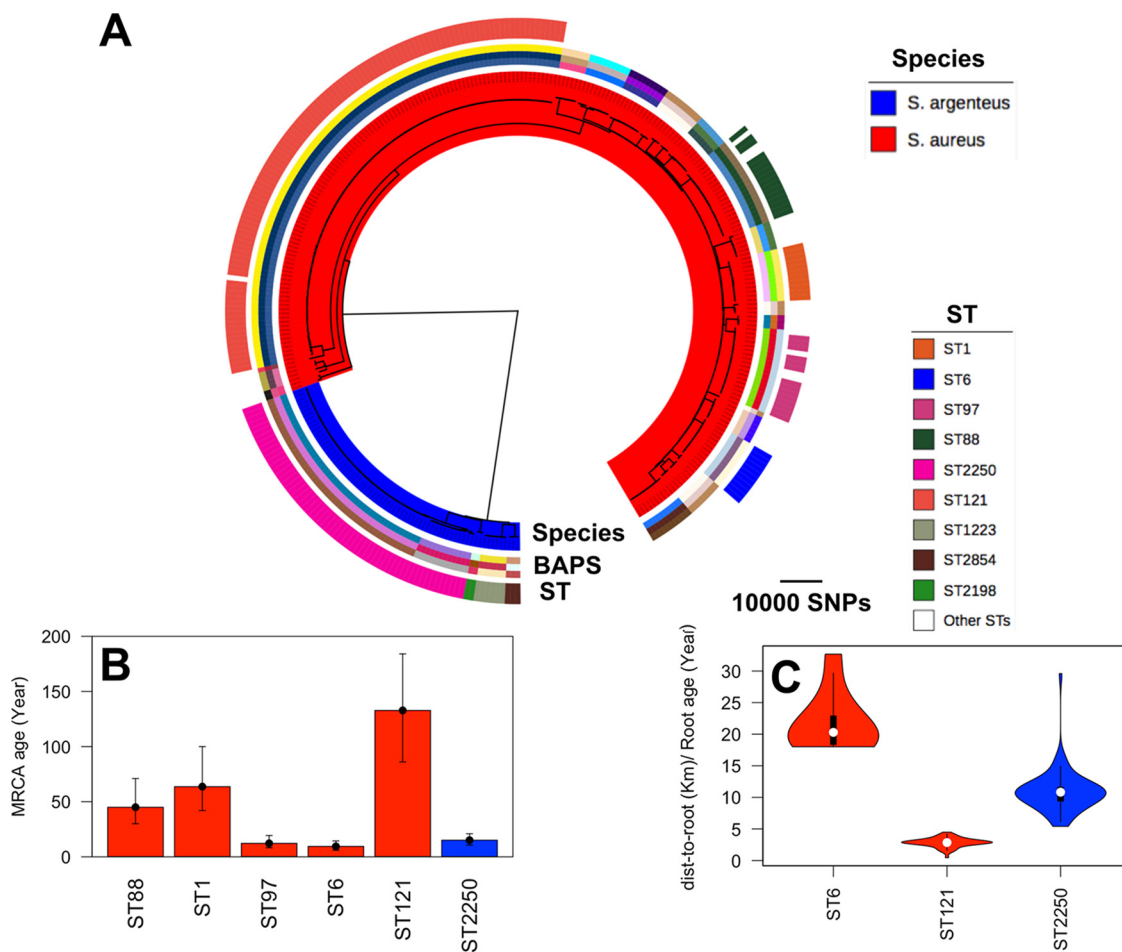 A
Species
S. argenteus
S. aureus
ST
ST1
ST6
ST97
ST88
ST2250
ST121
ST1223
ST2854
ST2198
Other STs
Species
BAPS
ST
10000 SNPs
B
MRCA age (Year)
200
150
100
50
0
ST88
ST1
ST97
ST6
ST121
ST2250
C
dist-to-root (Km)/ Root age (Year)
30
25
20
15
10
5
0
ST6
ST121
ST2250